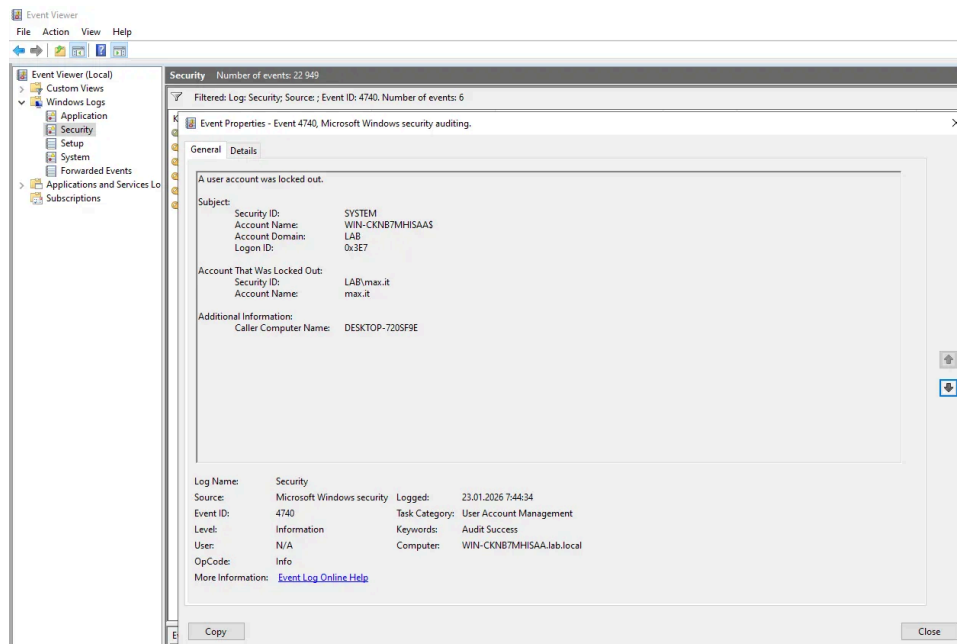 Event Viewer
File Action View Help
Event Viewer (Local)
Custom Views
Windows Logs
Application
Security
Setup
System
Forwarded Events
Applications and Services Lo
Subscriptions
Security Number of events: 22 949
Filtered: Log: Security; Source: ; Event ID: 4740. Number of events: 6
K
Event Properties - Event 4740, Microsoft Windows security auditing.
General Details
A user account was locked out.
Subject:
Security ID: SYSTEM
Account Name: WIN-CKNB7MHISAA$
Account Domain: LAB
Logon ID: 0x3E7
Account That Was Locked Out:
Security ID: LAB\max.it
Account Name: max.it
Additional Information:
Caller Computer Name: DESKTOP-720SF9E
Log Name: Security
Source: Microsoft Windows security Logged: 23.01.2026 7:44:34
Event ID: 4740 Task Category: User Account Management
Level: Information Keywords: Audit Success
User: N/A Computer: WIN-CKNB7MHISAA.lab.local
OpCode: Info
More Information: Event Log Online Help
E
Copy Close